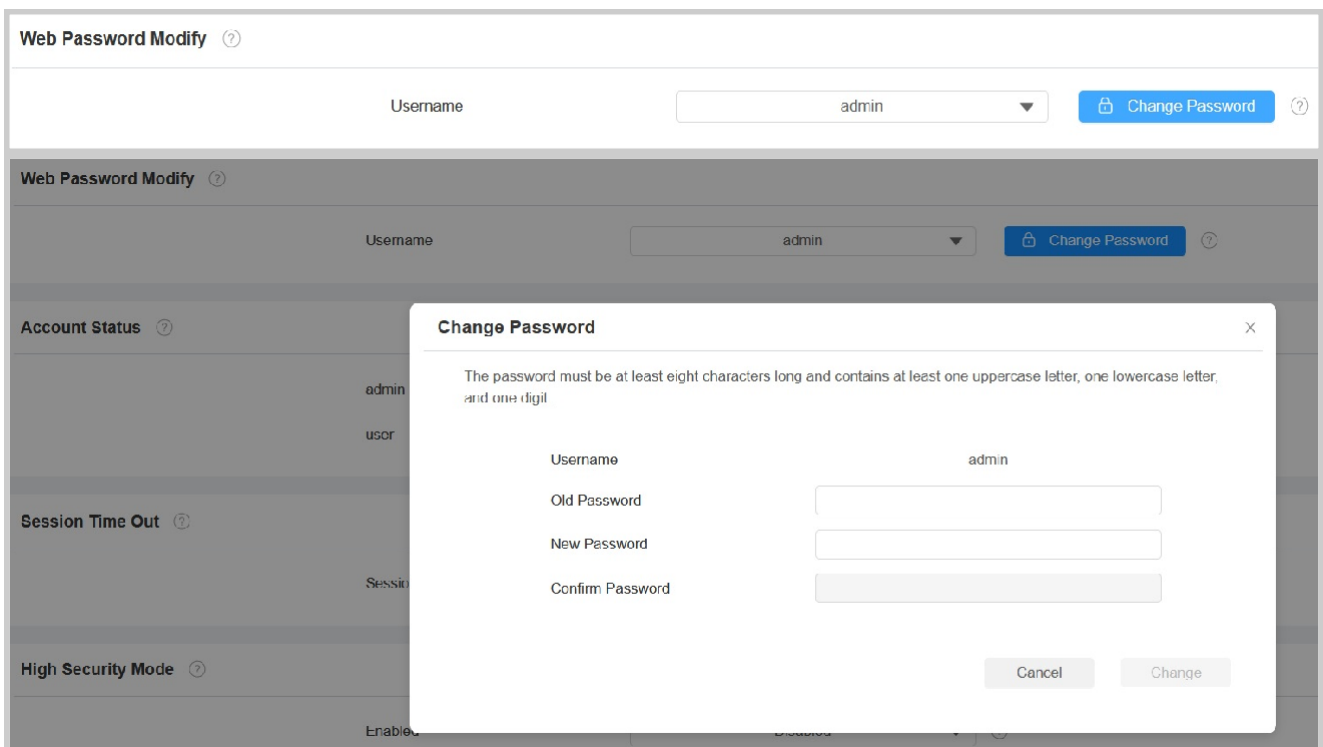 Web Password Modify ?
Username admin Change Password ?
Web Password Modify ?
Username admin Change Password ?
Account Status ?
Change Password X
The password must be at least eight characters long and contains at least one uppercase letter, one lowercase letter,
and one digit
admin
user
Username admin
Old Password
Session Time Out ?
New Password
Sessio
Confirm Password
High Security Mode ?
Cancel Change
Enabled Disabled